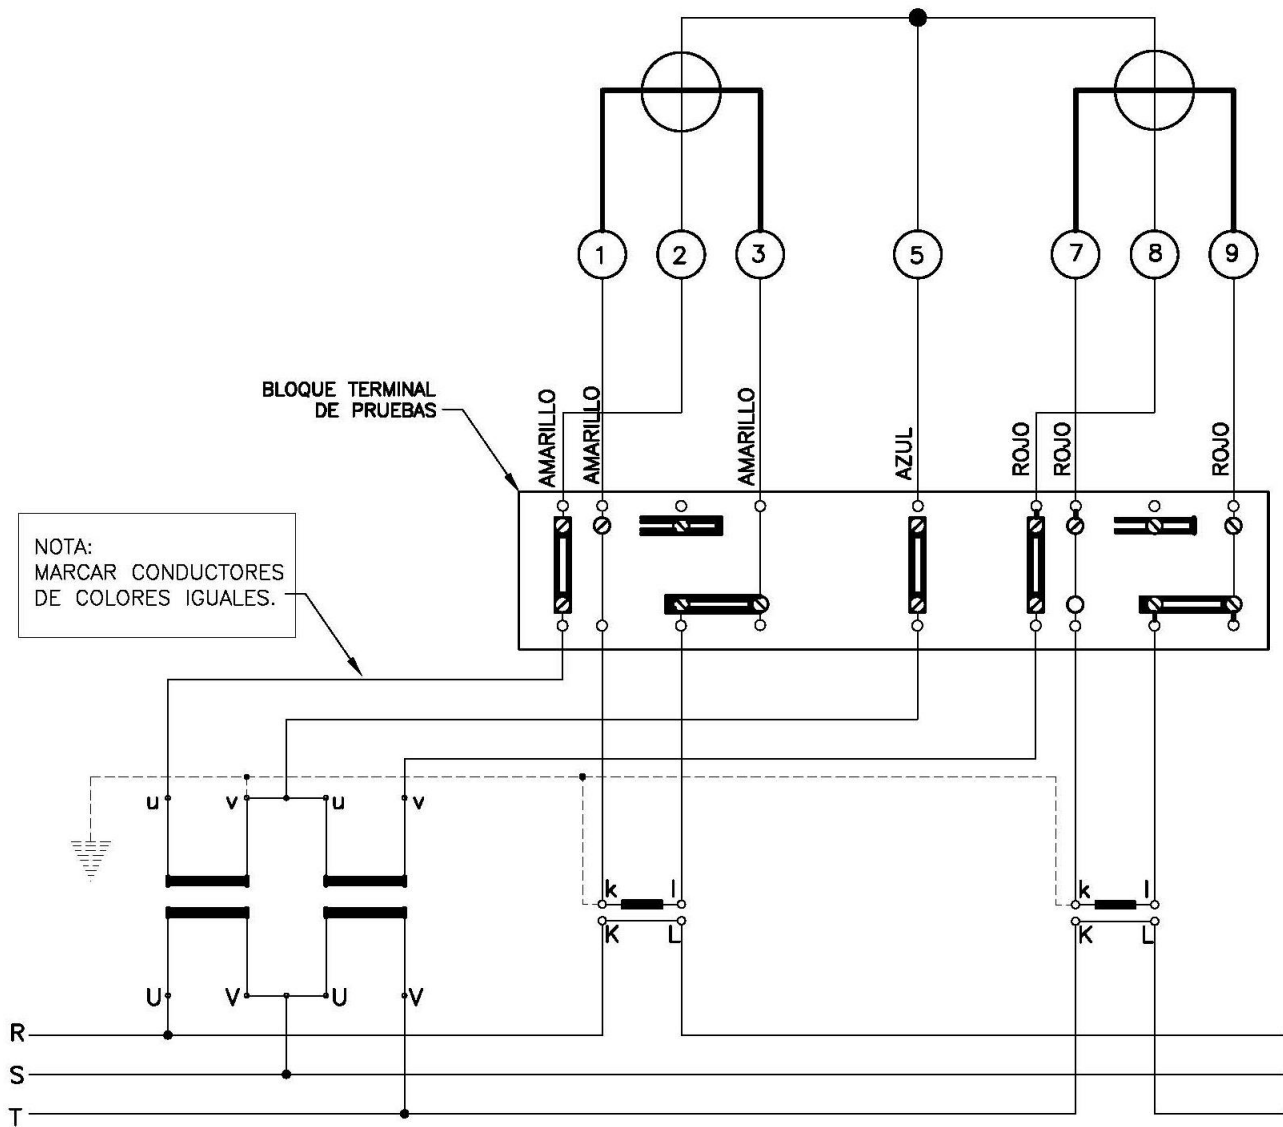 1 2 3 5 7 8 9
BLOQUE TERMINAL
DE PRUEBAS
AMARILLO
AMARILLO
AMARILLO
AZUL
ROJO
ROJO
ROJO
NOTA:
MARCAR CONDUCTORES
DE COLORES IGUALES.
u v u v
k l k l
K L K L
U V U V
R
S
T